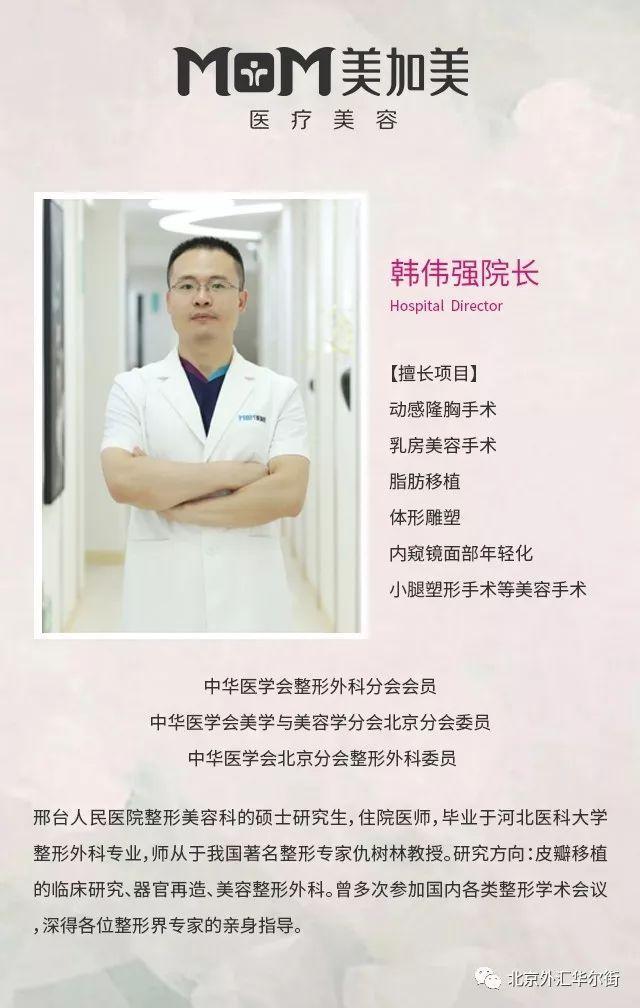 MOM美加美
医疗美容
韩伟强院长
Hospital Director
【擅长项目】
动感隆胸手术
乳房美容手术
脂肪移植
体形雕塑
内窥镜面部年轻化
小腿塑形手术等美容手术
中华医学会整形外科分会会员
中华医学会美学与美容学分会北京分会委员
中华医学会北京分会整形外科委员
邢台人民医院整形美容科的硕士研究生,住院医师,毕业于河北医科大学
整形外科专业,师从于我国著名整形专家仇树林教授。研究方向:皮瓣移植
的临床研究、器官再造、美容整形外科。曾多次参加国内各类整形学术会议
,深得各位整形界专家的亲身指导。
北京外汇华尔街